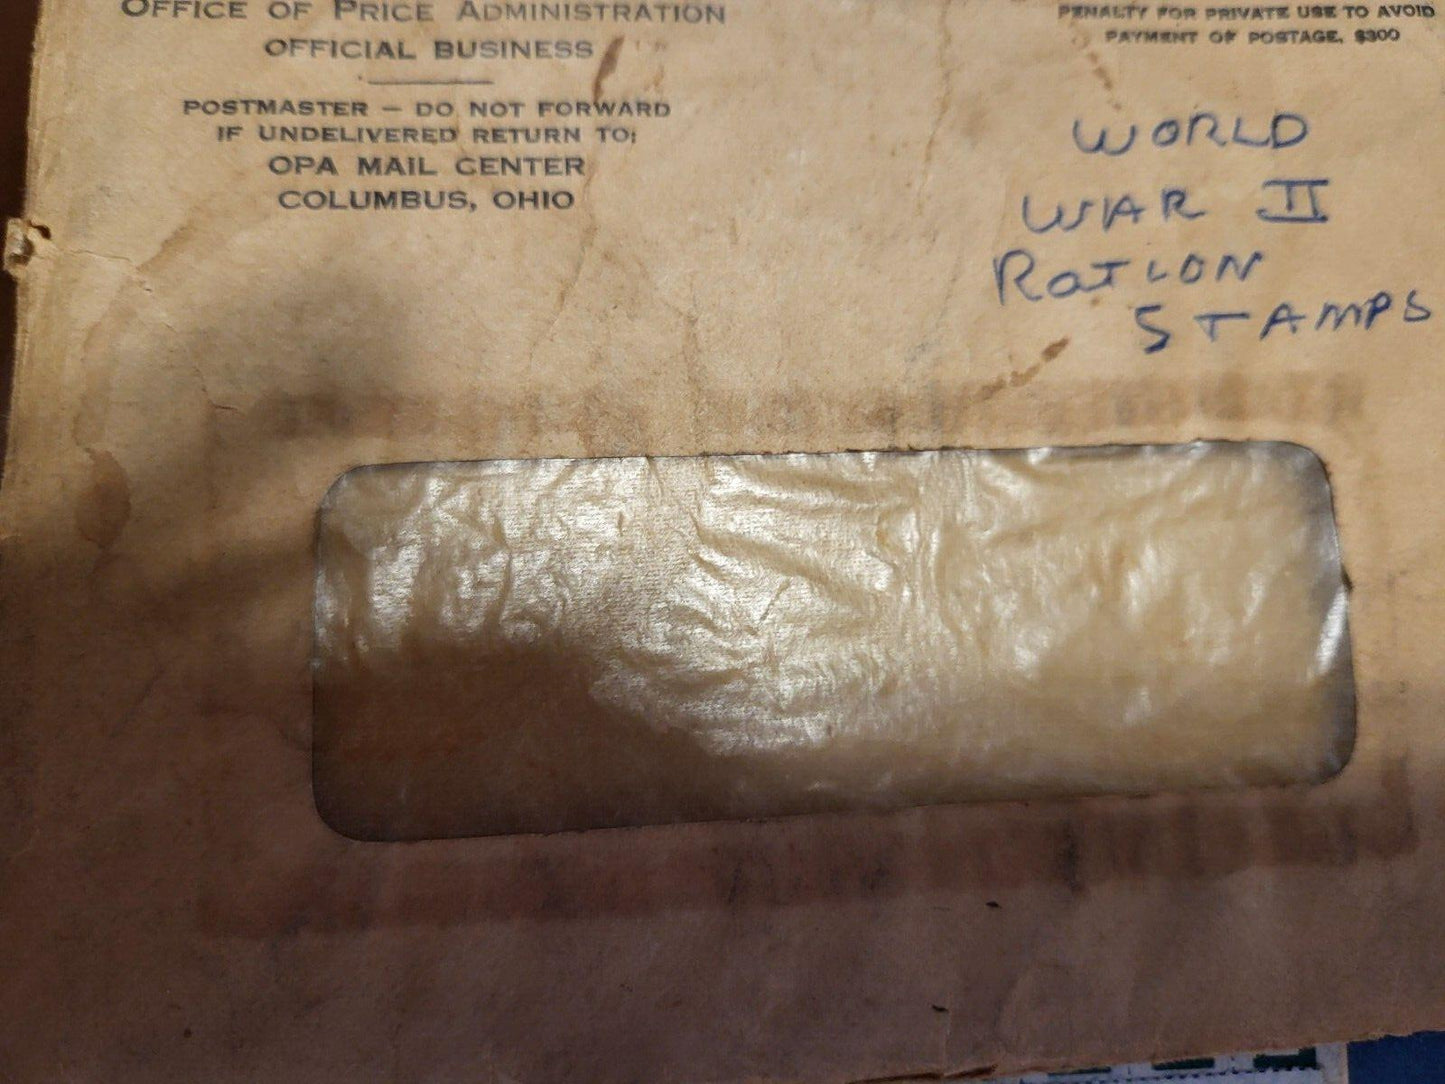 OFFICE OF PRICE ADMINISTRATION
OFFICIAL BUSINESS
POSTMASTER — DO NOT FORWARD
IF UNDELIVERED RETURN TO:
OPA MAIL CENTER
COLUMBUS, OHIO
PENALTY FOR PRIVATE USE TO AVOID
PAYMENT OF POSTAGE, $300
WORLD
WAR II
RaTION
STAMPS